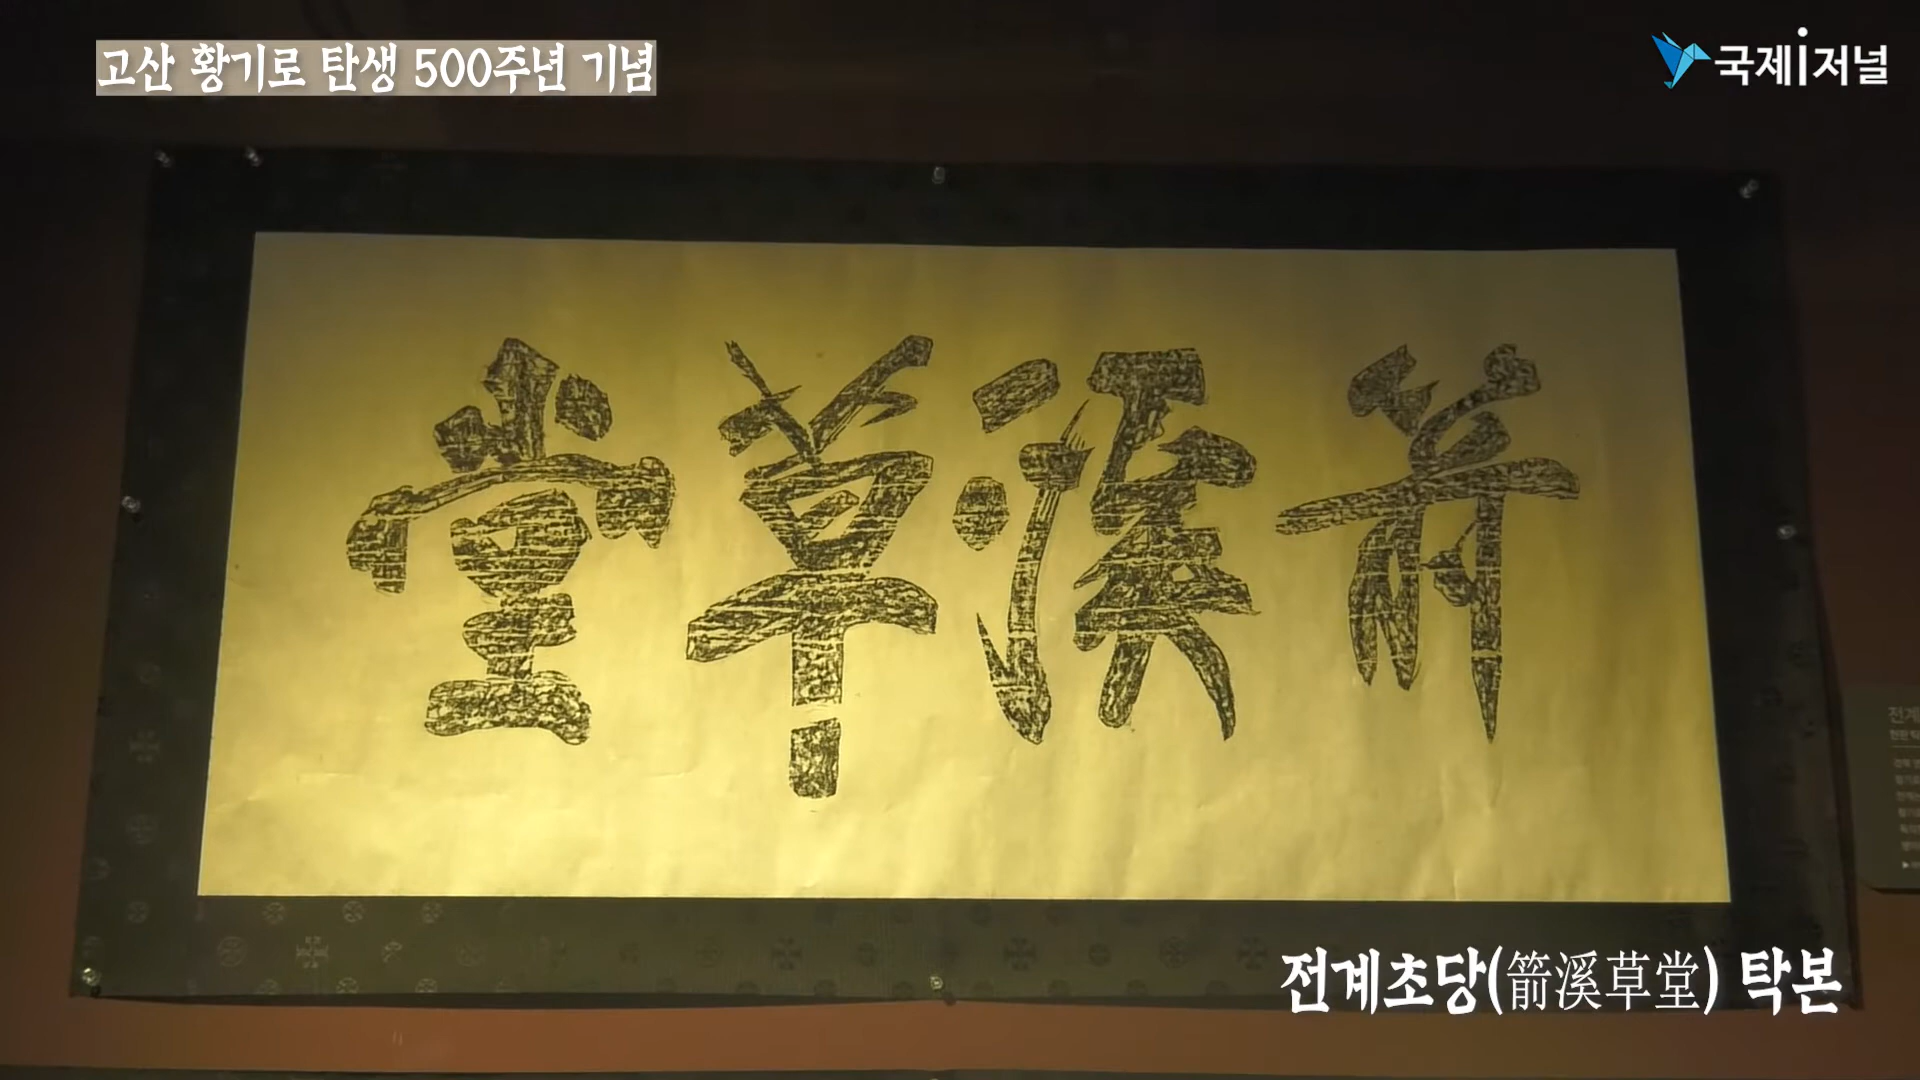 고산 황기로 탄생 500주년 기념
국제i저널
箭溪草堂
전계초당(箭溪草堂) 탁본